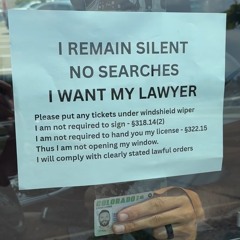 I REMAIN SILENT
NO SEARCHES
I WANT MY LAWYER
Please put any tickets under windshield wiper
I am not required to sign - §318.14(2)
I am not required to hand you my license - §322.15
Thus I am not opening my window.
I will comply with clearly stated lawful orders
COLORADO